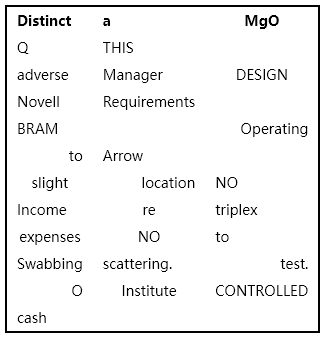 Distinct a MgO
Q THIS
adverse Manager DESIGN
Novell Requirements
BRAM Operating
to Arrow
slight location NO
Income re triplex
expenses NO to
Swabbing scattering. test.
O Institute CONTROLLED
cash